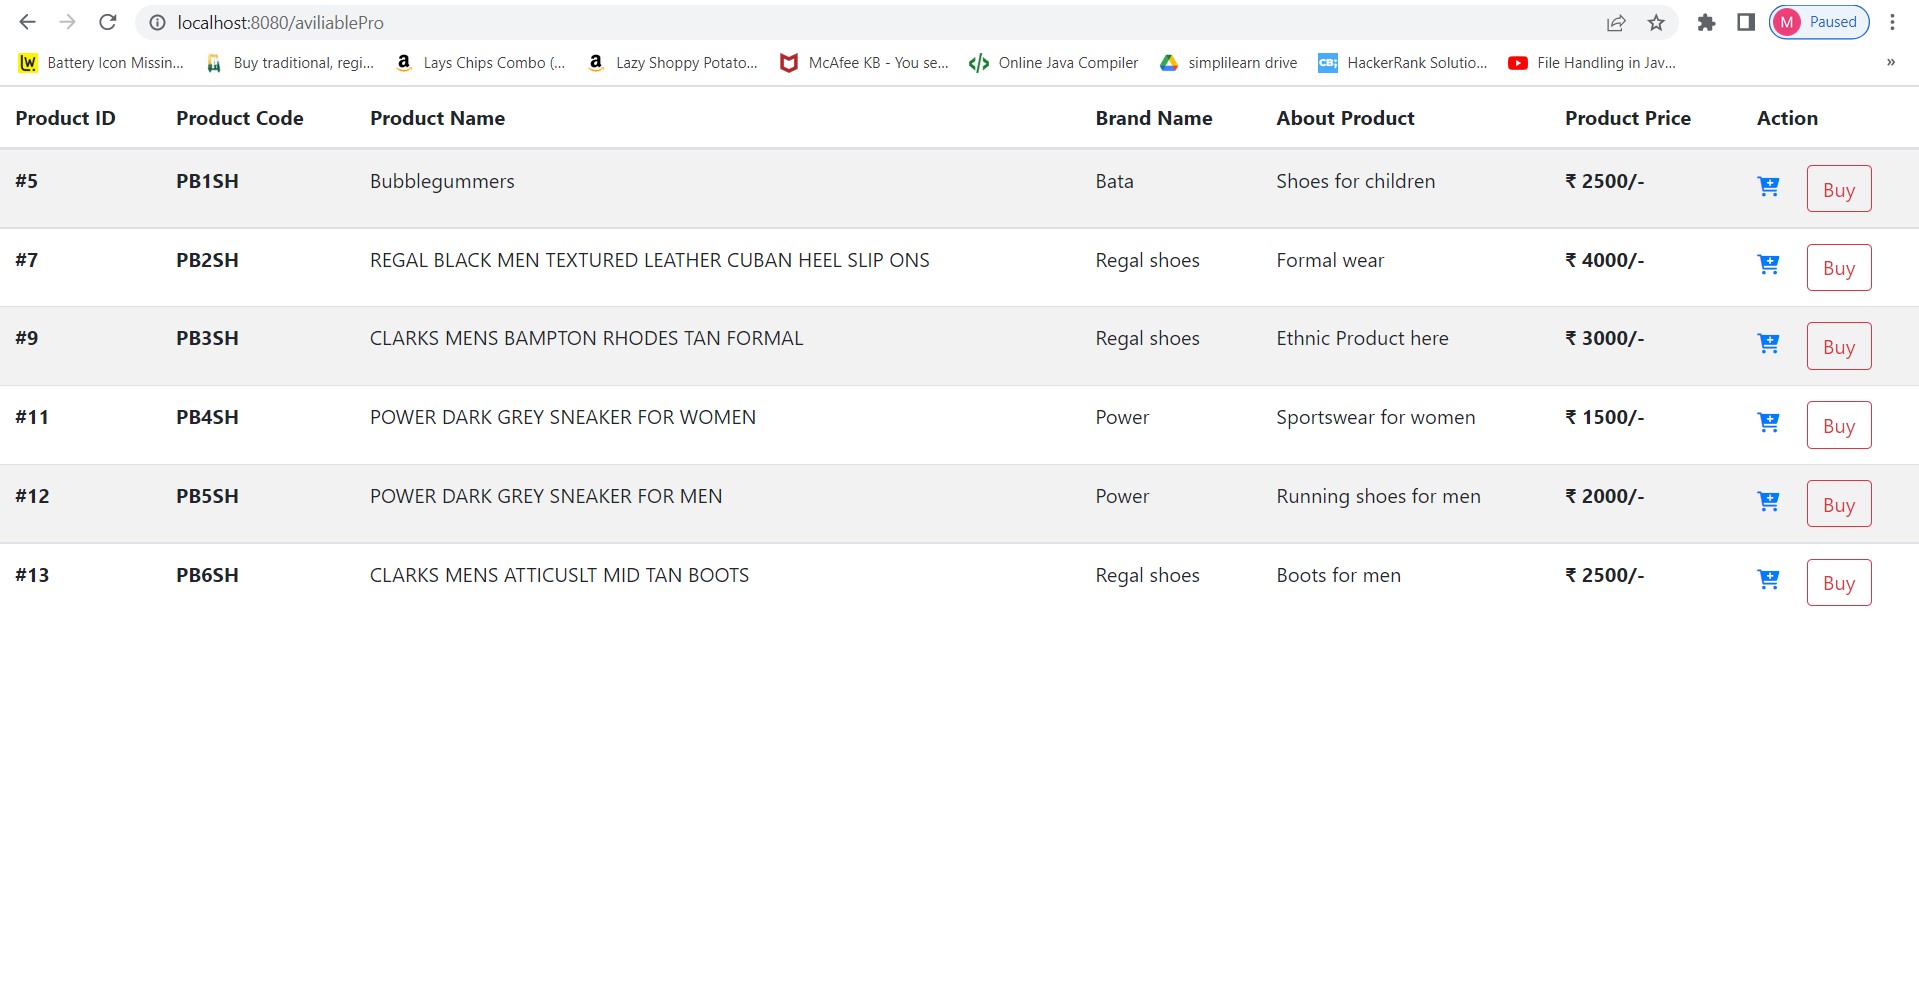 localhost:8080/aviliablePro
M Paused
Battery Icon Missin... Buy traditional, regi... Lays Chips Combo (... Lazy Shoppy Potato... McAfee KB - You se... Online Java Compiler simplilearn drive HackerRank Solutio... File Handling in Jav... »
Product ID Product Code Product Name Brand Name About Product Product Price Action
#5 PB1SH Bubblegummers Bata Shoes for children ₹ 2500/- Buy
#7 PB2SH REGAL BLACK MEN TEXTURED LEATHER CUBAN HEEL SLIP ONS Regal shoes Formal wear ₹ 4000/- Buy
#9 PB3SH CLARKS MENS BAMPTON RHODES TAN FORMAL Regal shoes Ethnic Product here ₹ 3000/- Buy
#11 PB4SH POWER DARK GREY SNEAKER FOR WOMEN Power Sportswear for women ₹ 1500/- Buy
#12 PB5SH POWER DARK GREY SNEAKER FOR MEN Power Running shoes for men ₹ 2000/- Buy
#13 PB6SH CLARKS MENS ATTICUSLT MID TAN BOOTS Regal shoes Boots for men ₹ 2500/- Buy